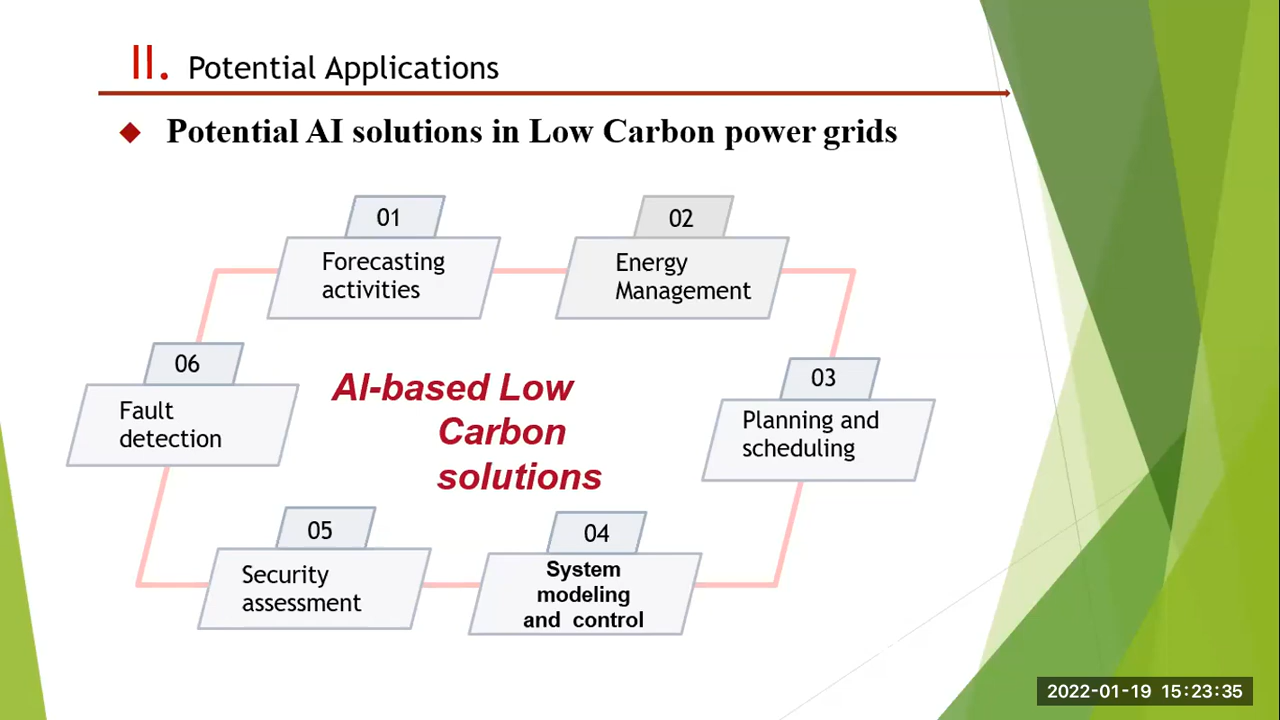 II. Potential Applications
Potential AI solutions in Low Carbon power grids
01
Forecasting
activities
02
Energy
Management
03
Planning and
scheduling
04
System
modeling
and control
05
Security
assessment
06
Fault
detection
AI-based Low
Carbon
solutions
2022-01-19 15:23:35